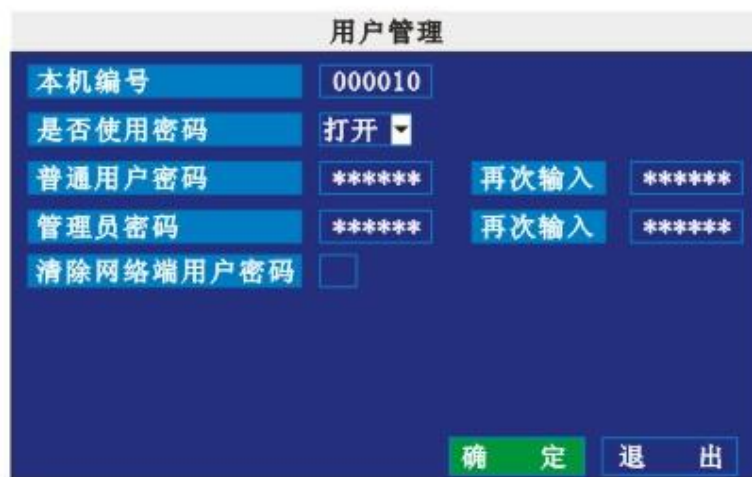 用户管理
本机编号 000010
是否使用密码 打开
普通用户密码 ****** 再次输入 ******
管理员密码 ****** 再次输入 ******
清除网络端用户密码
确 定 退 出